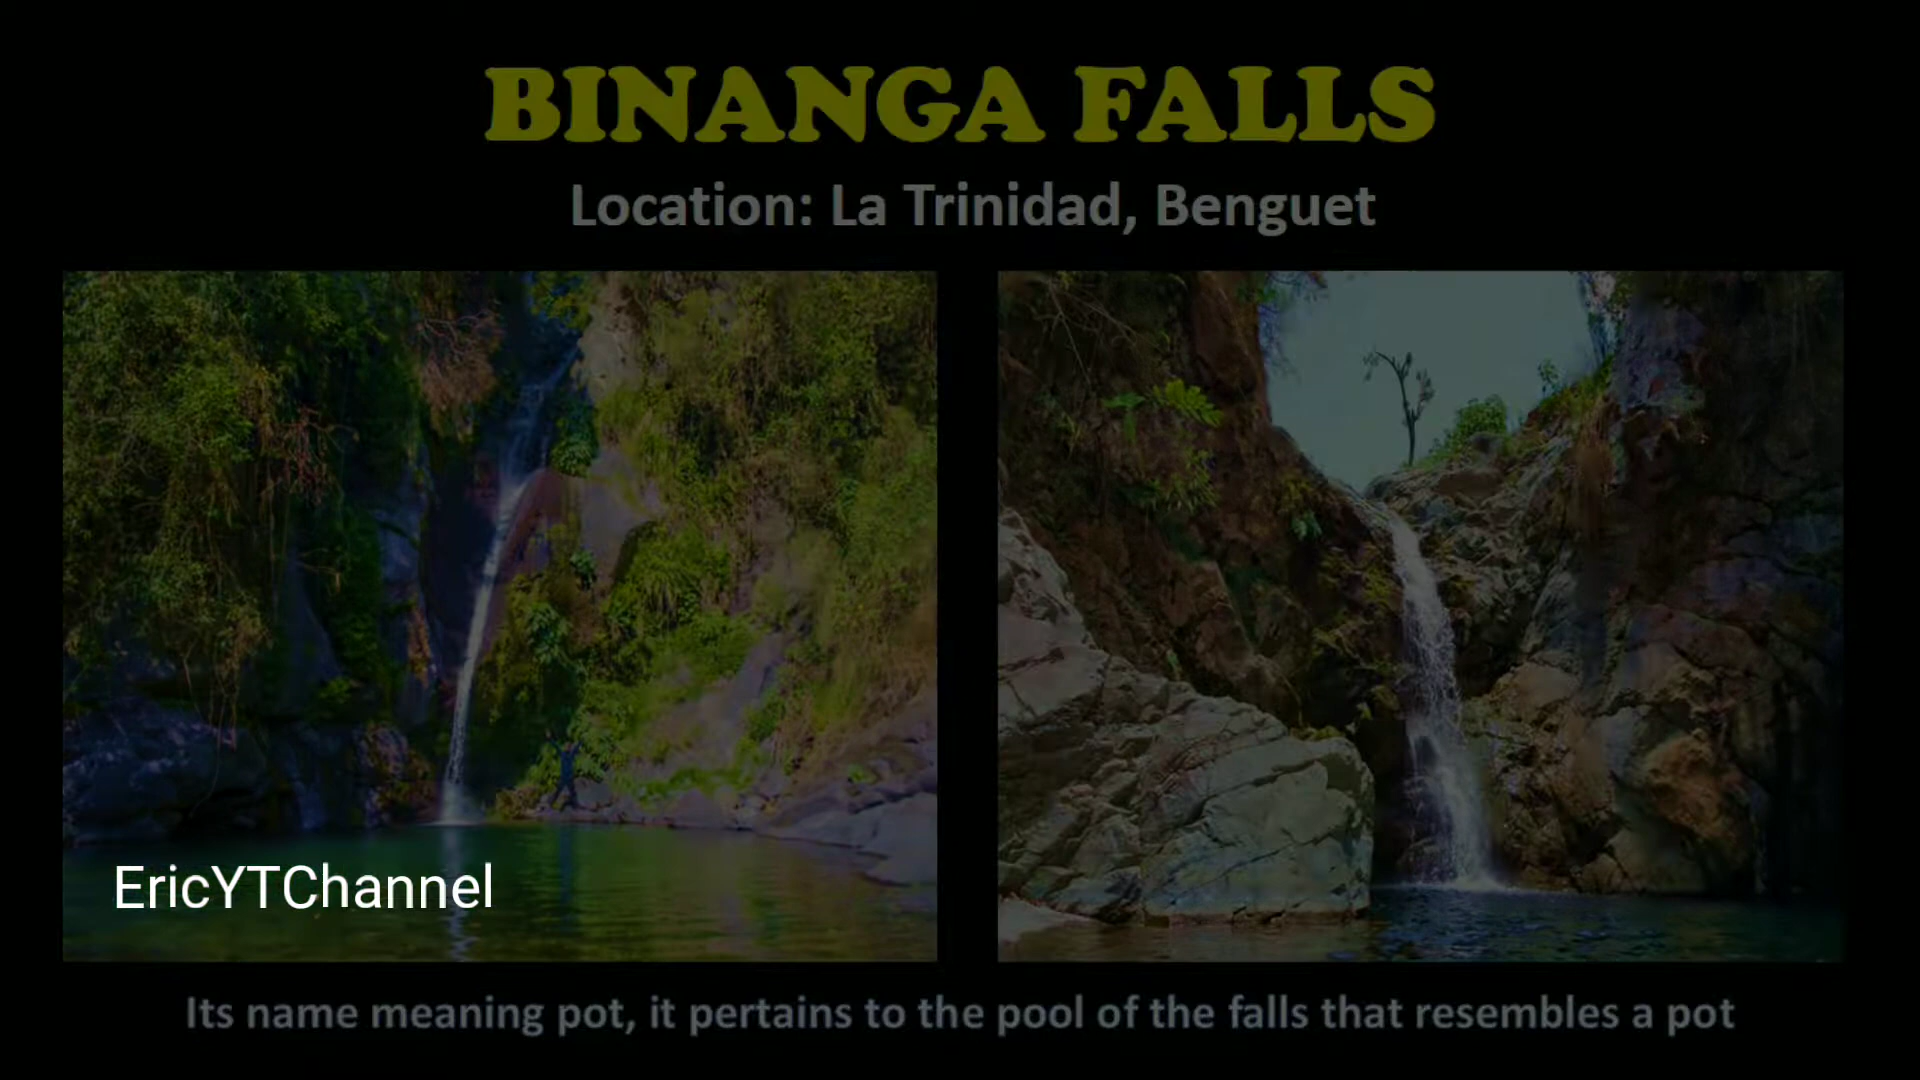 BINANGA FALLS
Location: La Trinidad, Benguet
EricYTChannel
Its name meaning pot, it pertains to the pool of the falls that resembles a pot